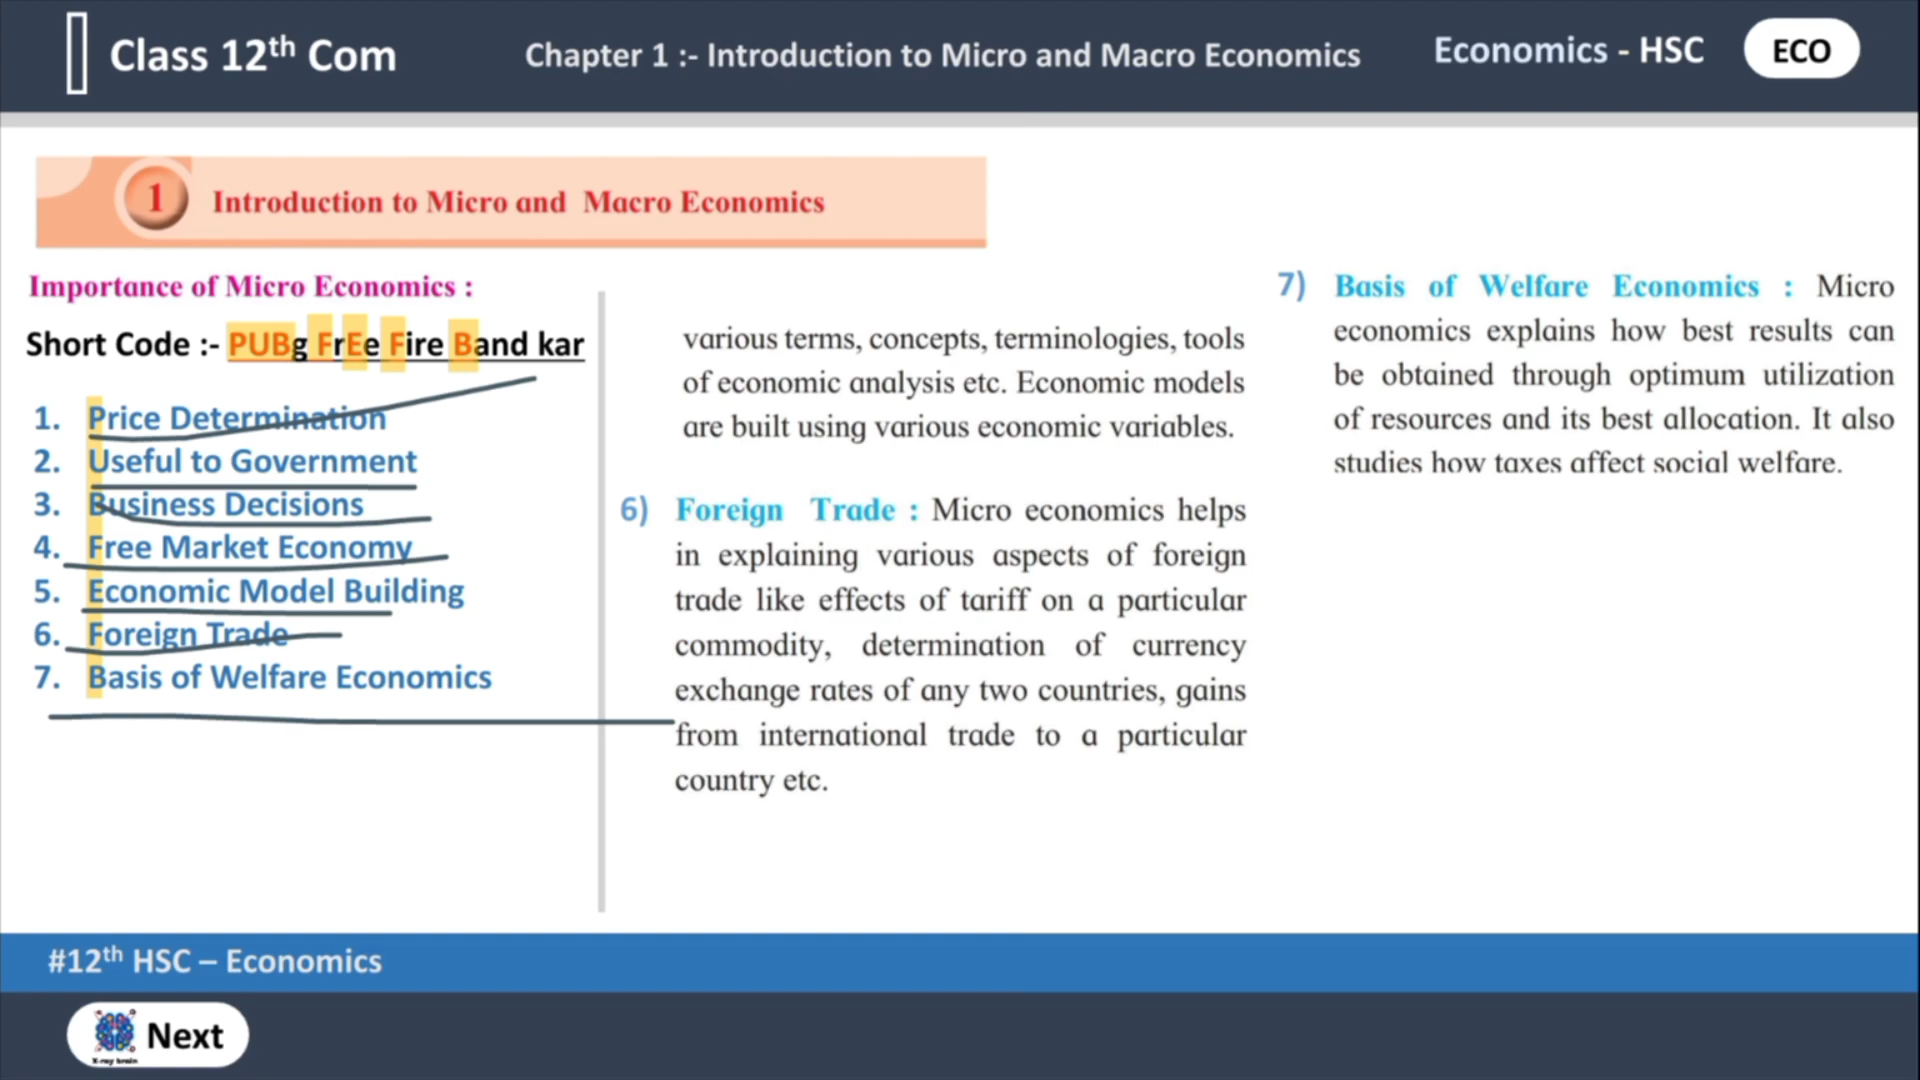 Class 12th Com
Chapter 1 :- Introduction to Micro and Macro Economics
Economics - HSC
ECO
1 Introduction to Micro and Macro Economics
Importance of Micro Economics :
Short Code :- PUBg FrEe Fire Band kar
1. Price Determination
2. Useful to Government
3. Business Decisions
4. Free Market Economy
5. Economic Model Building
6. Foreign Trade
7. Basis of Welfare Economics
various terms, concepts, terminologies, tools
of economic analysis etc. Economic models
are built using various economic variables.
6) Foreign Trade : Micro economics helps
in explaining various aspects of foreign
trade like effects of tariff on a particular
commodity, determination of currency
exchange rates of any two countries, gains
from international trade to a particular
country etc.
7) Basis of Welfare Economics : Micro
economics explains how best results can
be obtained through optimum utilization
of resources and its best allocation. It also
studies how taxes affect social welfare.
#12th HSC – Economics
X-ray brain
Next